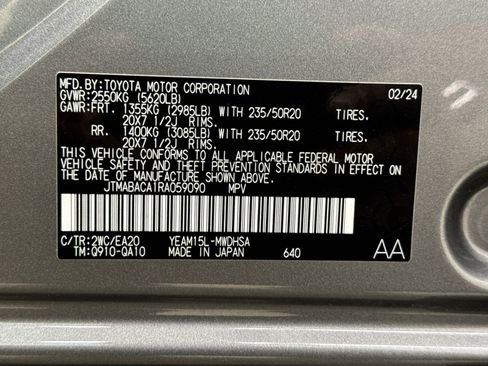 MFD.BY:TOYOTA MOTOR CORPORATION 02/24
GVWR:2550KG (5620LB)
GAWR:FRT. 1355KG (2985LB) WITH 235/50R20 TIRES.
20X7 1/2J RIMS.
RR. 1400KG (3085LB) WITH 235/50R20 TIRES.
20X7 1/2J RIMS.
THIS VEHICLE CONFORMS TO ALL APPLICABLE FEDERAL MOTOR
VEHICLE SAFETY AND THEFT PREVENTION STANDARDS IN EFFECT ON
THE DATE OF MANUFACTURE SHOWN ABOVE.
JTMABACA1RA059090 MPV
C/TR:2WC/EA20 YEAM15L-MWDHSA AA
TM:Q910-QA10 MADE IN JAPAN 640